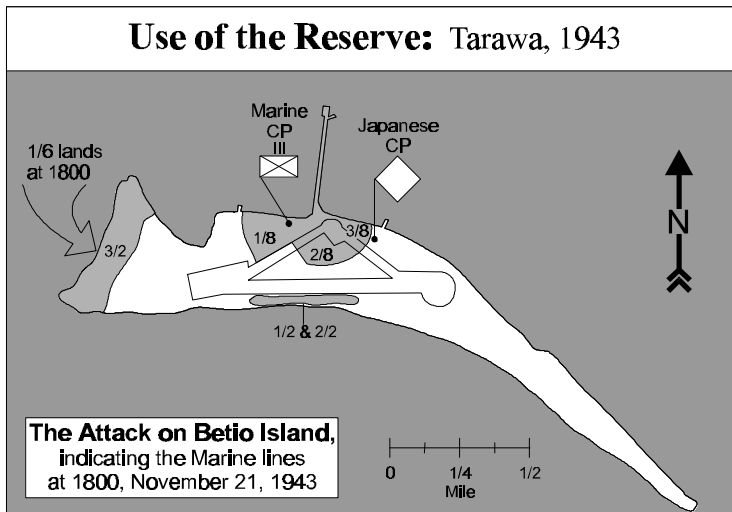 Use of the Reserve: Tarawa, 1943
Marine
CP
III
Japanese
CP
1/6 lands
at 1800
N
3/2
1/8
2/8
3/8
1/2 & 2/2
The Attack on Betio Island,
indicating the Marine lines
at 1800, November 21, 1943
0 1/4 1/2
Mile